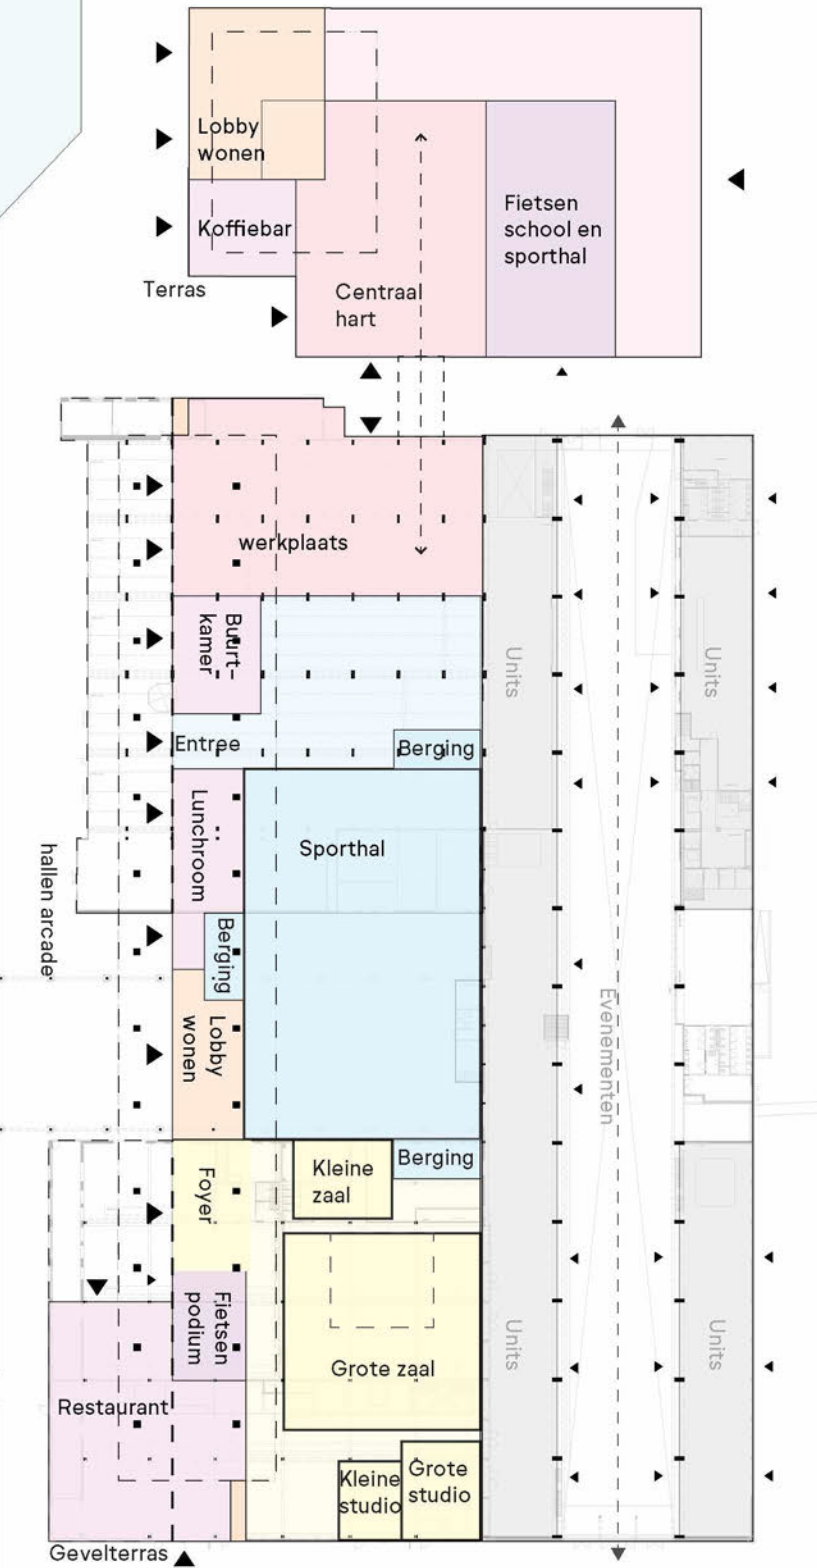 Lobby
wonen
Koffiebar
Terras
Fietsen
school en
sporthal
Centraal
hart
werkplaats
Buurt-
kamer
Units
Units
Entree
Berging
Lunchroom
Sporthal
hallen arcade
Berging
Lobby
wonen
Evenementen
Foyer
Kleine
zaal
Berging
Fietsen
podium
Grote zaal
Units
Units
Restaurant
Kleine
studio
Grote
studio
Gevelterras